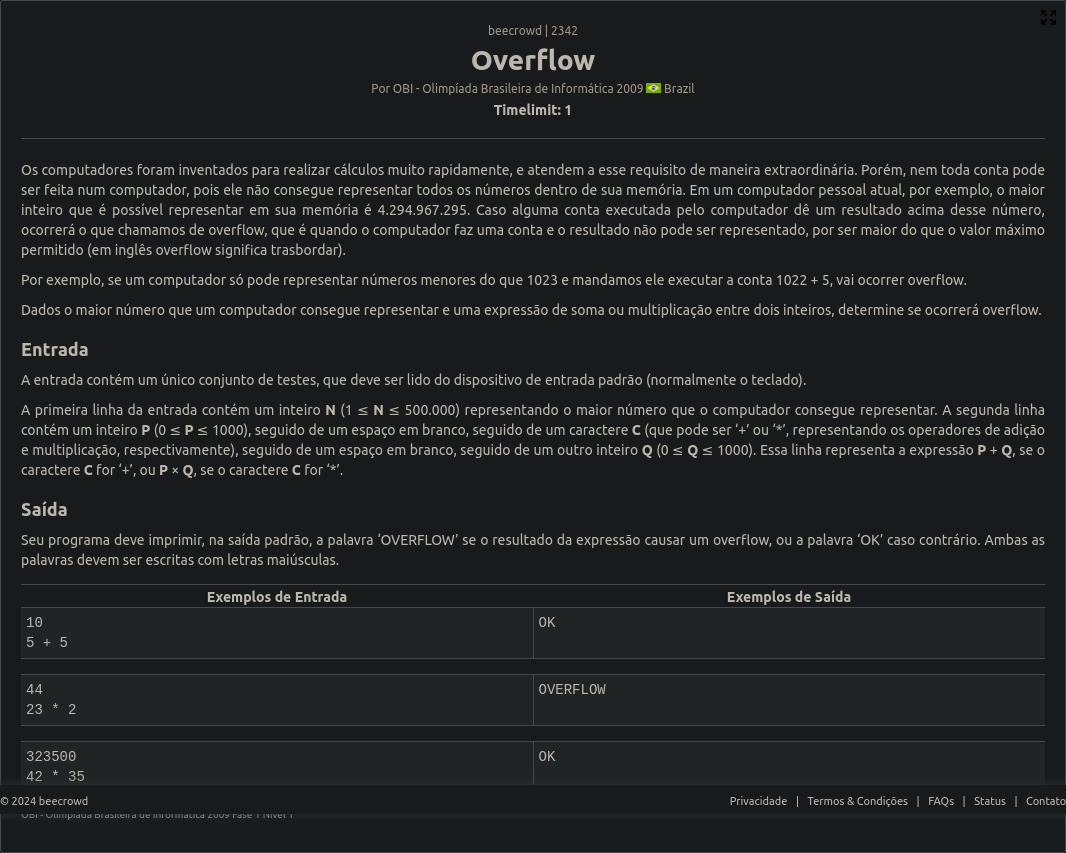 beecrowd | 2342
Overflow
Por OBI - Olimpíada Brasileira de Informática 2009 Brazil
Timelimit: 1
Os computadores foram inventados para realizar cálculos muito rapidamente, e atendem a esse requisito de maneira extraordinária. Porém, nem toda conta pode
ser feita num computador, pois ele não consegue representar todos os números dentro de sua memória. Em um computador pessoal atual, por exemplo, o maior
inteiro que é possível representar em sua memória é 4.294.967.295. Caso alguma conta executada pelo computador dê um resultado acima desse número,
ocorrerá o que chamamos de overflow, que é quando o computador faz uma conta e o resultado não pode ser representado, por ser maior do que o valor máximo
permitido (em inglês overflow significa trasbordar).
Por exemplo, se um computador só pode representar números menores do que 1023 e mandamos ele executar a conta 1022 + 5, vai ocorrer overflow.
Dados o maior número que um computador consegue representar e uma expressão de soma ou multiplicação entre dois inteiros, determine se ocorrerá overflow.
Entrada
A entrada contém um único conjunto de testes, que deve ser lido do dispositivo de entrada padrão (normalmente o teclado).
A primeira linha da entrada contém um inteiro N (1 ≤ N ≤ 500.000) representando o maior número que o computador consegue representar. A segunda linha
contém um inteiro P (0 ≤ P ≤ 1000), seguido de um espaço em branco, seguido de um caractere C (que pode ser ‘+’ ou ‘*’, representando os operadores de adição
e multiplicação, respectivamente), seguido de um espaço em branco, seguido de um outro inteiro Q (0 ≤ Q ≤ 1000). Essa linha representa a expressão P + Q, se o
caractere C for ‘+’, ou P × Q, se o caractere C for ‘*’.
Saída
Seu programa deve imprimir, na saída padrão, a palavra ‘OVERFLOW’ se o resultado da expressão causar um overflow, ou a palavra ‘OK’ caso contrário. Ambas as
palavras devem ser escritas com letras maiúsculas.
Exemplos de Entrada Exemplos de Saída
10 OK
5 + 5
44 OVERFLOW
23 * 2
323500 OK
42 * 35
© 2024 beecrowd Privacidade | Termos & Condições | FAQs | Status | Contato
OBI - Olimpíada Brasileira de Informática 2009 Fase 1 Nível 1